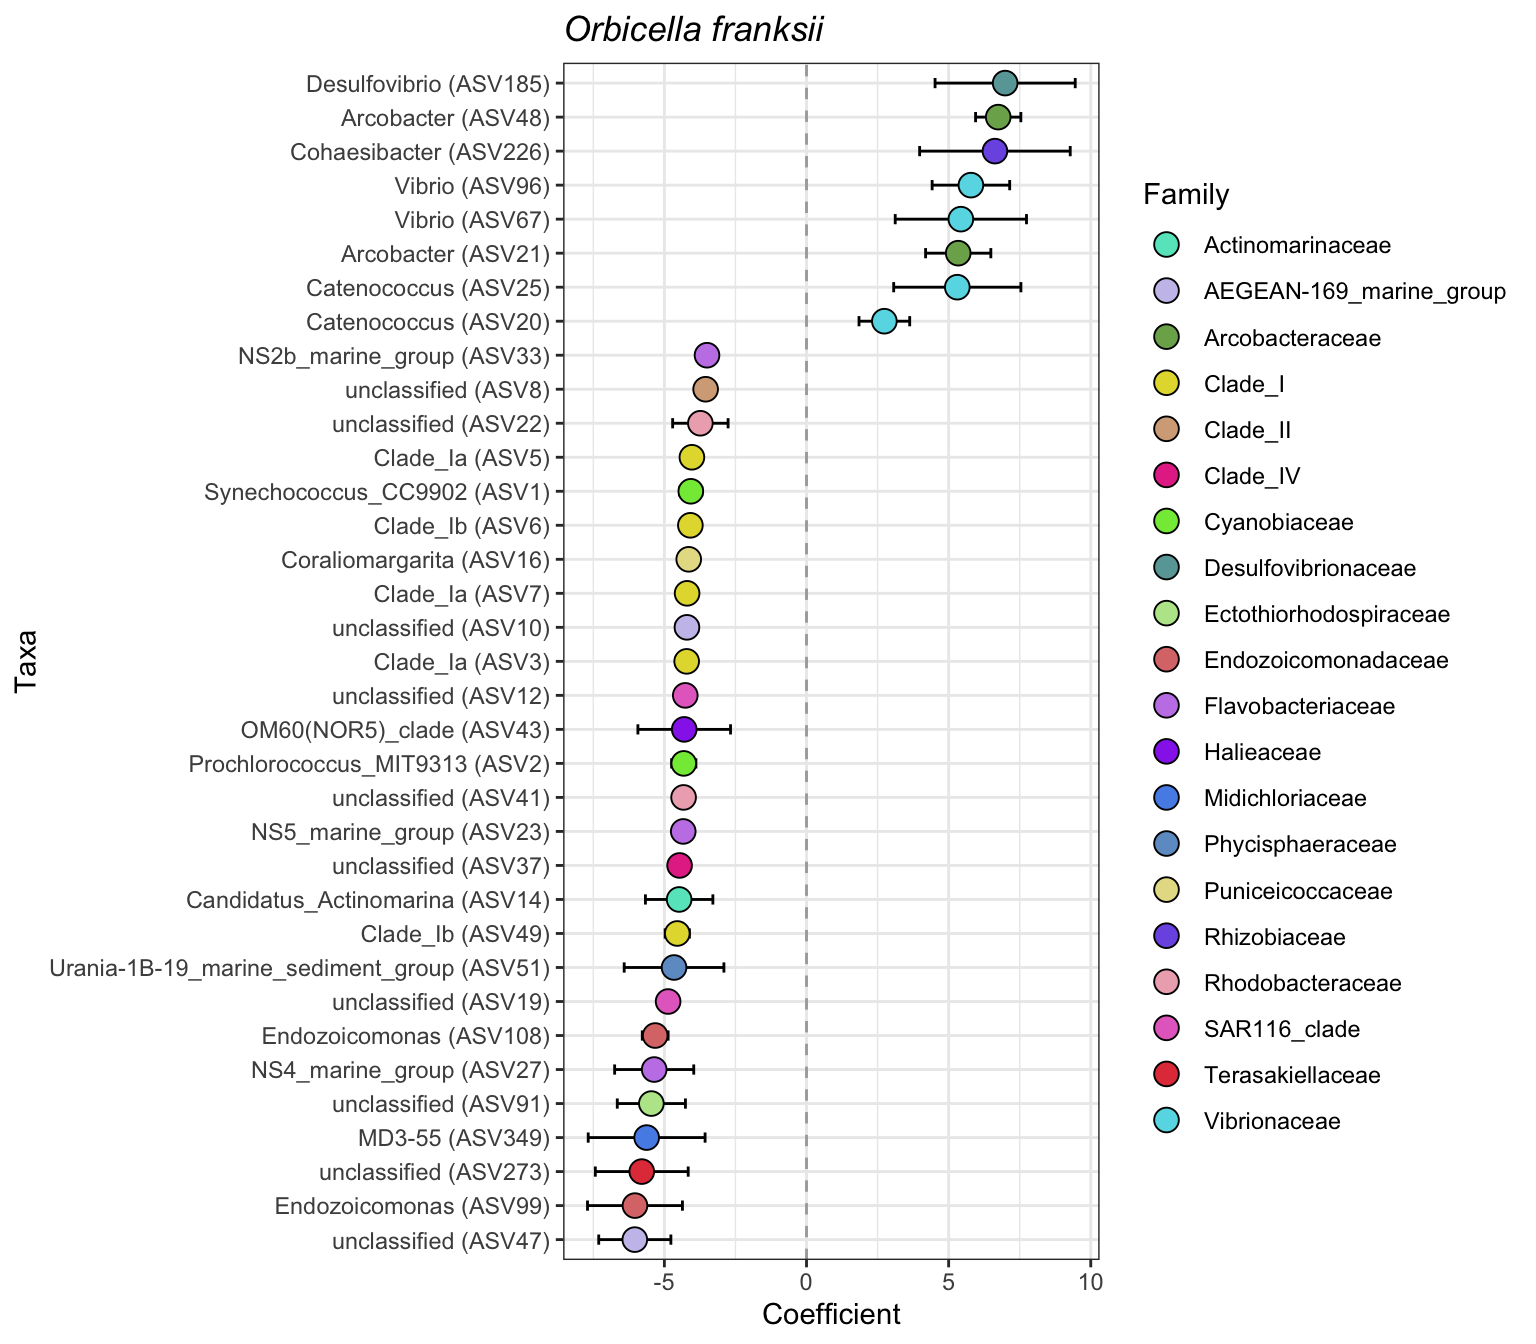 Orbicella franksii
Desulfovibrio (ASV185)
Arcobacter (ASV48)
Cohaesibacter (ASV226)
Vibrio (ASV96)
Vibrio (ASV67)
Arcobacter (ASV21)
Catenococcus (ASV25)
Catenococcus (ASV20)
NS2b_marine_group (ASV33)
unclassified (ASV8)
unclassified (ASV22)
Clade_Ia (ASV5)
Synechococcus_CC9902 (ASV1)
Clade_Ib (ASV6)
Coraliomargarita (ASV16)
Clade_Ia (ASV7)
unclassified (ASV10)
Clade_Ia (ASV3)
unclassified (ASV12)
OM60(NOR5)_clade (ASV43)
Prochlorococcus_MIT9313 (ASV2)
unclassified (ASV41)
NS5_marine_group (ASV23)
unclassified (ASV37)
Candidatus_Actinomarina (ASV14)
Clade_Ib (ASV49)
Urania-1B-19_marine_sediment_group (ASV51)
unclassified (ASV19)
Endozoicomonas (ASV108)
NS4_marine_group (ASV27)
unclassified (ASV91)
MD3-55 (ASV349)
unclassified (ASV273)
Endozoicomonas (ASV99)
unclassified (ASV47)
Taxa
-5 0 5 10
Coefficient
Family
Actinomarinaceae
AEGEAN-169_marine_group
Arcobacteraceae
Clade_I
Clade_II
Clade_IV
Cyanobiaceae
Desulfovibrionaceae
Ectothiorhodospiraceae
Endozoicomonadaceae
Flavobacteriaceae
Halieaceae
Midichloriaceae
Phycisphaeraceae
Puniceicoccaceae
Rhizobiaceae
Rhodobacteraceae
SAR116_clade
Terasakiellaceae
Vibrionaceae